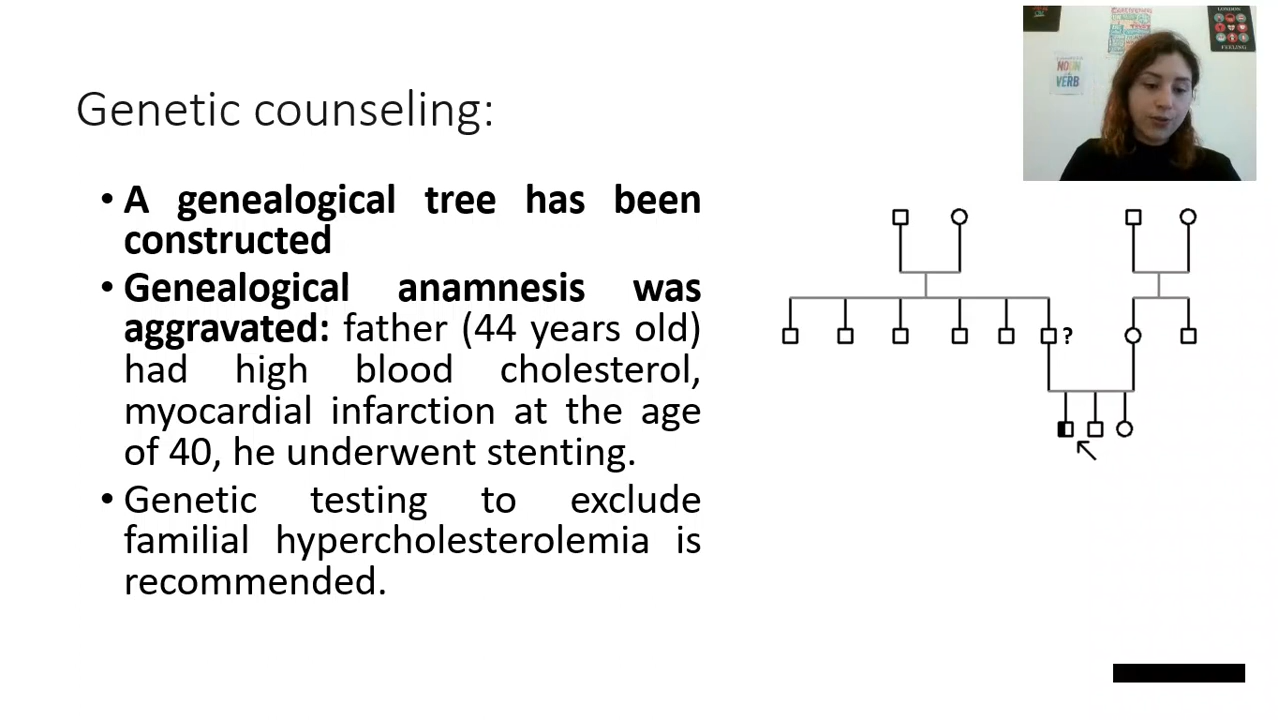 LONDON
FEELING
NOUN
VERB
Genetic counseling:
• A genealogical tree has been
constructed
• Genealogical anamnesis was
aggravated: father (44 years old)
had high blood cholesterol,
myocardial infarction at the age
of 40, he underwent stenting.
• Genetic testing to exclude
familial hypercholesterolemia is
recommended.
?